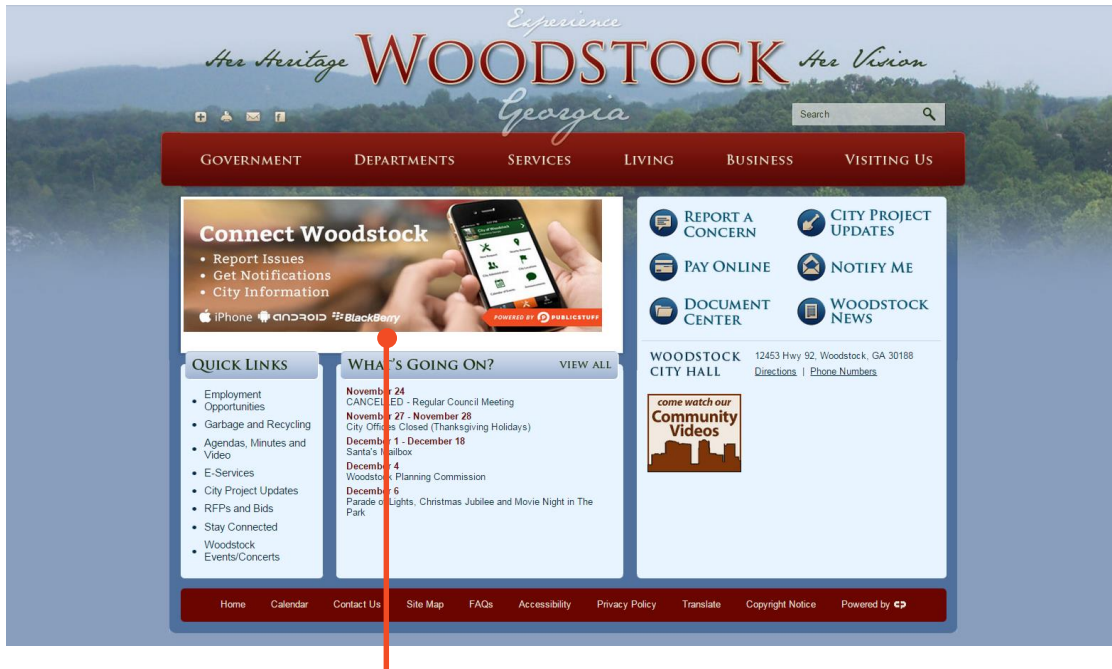 Experience
Her Heritage WOODSTOCK Her Vision
Georgia
Search
GOVERNMENT DEPARTMENTS SERVICES LIVING BUSINESS VISITING US
Connect Woodstock
• Report Issues
• Get Notifications
• City Information
iPhone ANDROID BlackBerry
POWERED BY PUBLICSTUFF
City of Woodstock
REPORT A
CONCERN
CITY PROJECT
UPDATES
PAY ONLINE
NOTIFY ME
DOCUMENT
CENTER
WOODSTOCK
NEWS
WOODSTOCK
CITY HALL
12453 Hwy 92, Woodstock, GA 30188
Directions | Phone Numbers
come watch our
Community
Videos
QUICK LINKS
• Employment
Opportunities
• Garbage and Recycling
• Agendas, Minutes and
Video
• E-Services
• City Project Updates
• RFPs and Bids
• Stay Connected
• Woodstock
Events/Concerts
WHAT'S GOING ON? VIEW ALL
November 24
CANCELLED - Regular Council Meeting
November 27 - November 28
City Offices Closed (Thanksgiving Holidays)
December 1 - December 18
Santa's Mailbox
December 4
Woodstock Planning Commission
December 6
Parade of Lights, Christmas Jubilee and Movie Night in The
Park
Home Calendar Contact Us Site Map FAQs Accessibility Privacy Policy Translate Copyright Notice Powered by CP